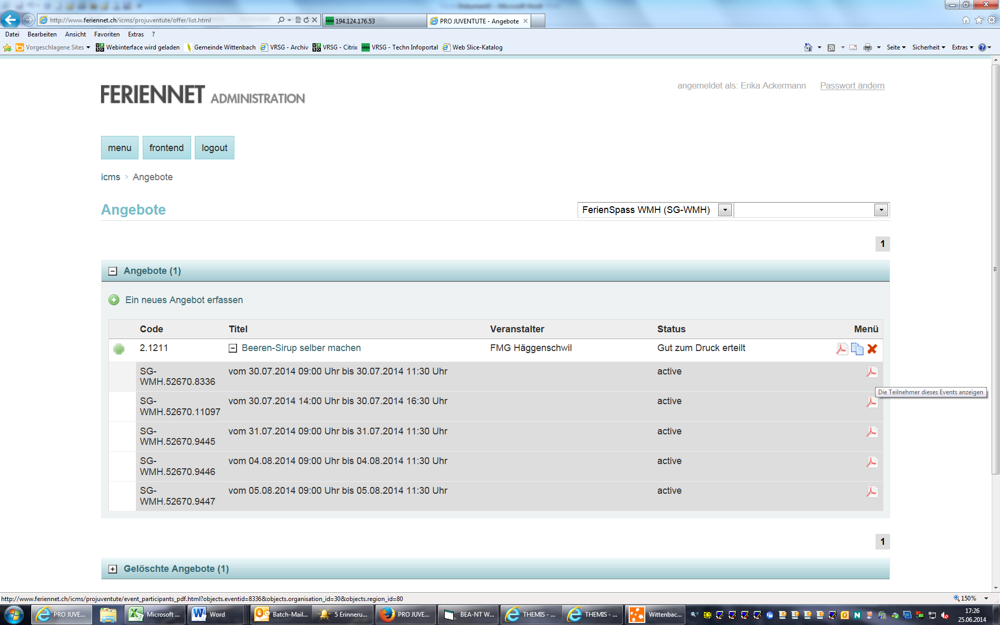 http://www.feriennet.ch/icms/projuventute/offer/list.html
194.124.176.53
PRO JUVENTUTE - Angebote
Datei Bearbeiten Ansicht Favoriten Extras ?
Vorgeschlagene Sites Webinterface wird geladen Gemeinde Wittenbach VRSG - Archiv VRSG - Citrix VRSG - Techn Infoportal Web Slice-Katalog Seite Sicherheit Extras
FERIENNET ADMINISTRATION
angemeldet als: Erika Ackermann Passwort ändern
menu frontend logout
icms > Angebote
Angebote
FerienSpass WMH (SG-WMH)
1
Angebote (1)
Ein neues Angebot erfassen
Code Titel Veranstalter Status Menü
2.1211 Beeren-Sirup selber machen FMG Häggenschwil Gut zum Druck erteilt
SG-
WMH.52670.8336 vom 30.07.2014 09:00 Uhr bis 30.07.2014 11:30 Uhr active
Die Teilnehmer dieses Events anzeigen
SG-
WMH.52670.11097 vom 30.07.2014 14:00 Uhr bis 30.07.2014 16:30 Uhr active
SG-
WMH.52670.9445 vom 31.07.2014 09:00 Uhr bis 31.07.2014 11:30 Uhr active
SG-
WMH.52670.9446 vom 04.08.2014 09:00 Uhr bis 04.08.2014 11:30 Uhr active
SG-
WMH.52670.9447 vom 05.08.2014 09:00 Uhr bis 05.08.2014 11:30 Uhr active
1
Gelöschte Angebote (1)
http://www.feriennet.ch/icms/projuventute/event_participants_pdf.html?objects.eventid=8336&objects.organisation_id=30&objects.region_id=80
150%
PRO JUVE... Microsoft ... Word Batch-Mail... 5 Erinneru... PRO JUVE... BEA-NT W... THEMIS - ... THEMIS - ... Wittenbac...
17:26
25.06.2014